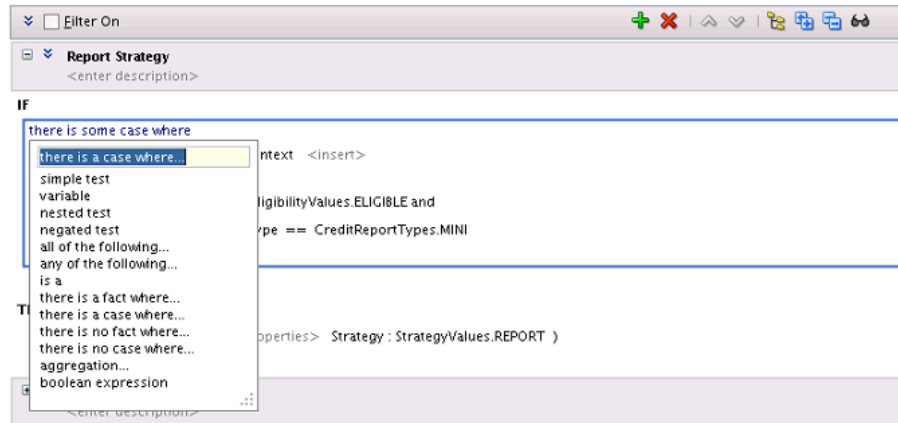 Filter On
Report Strategy
<enter description>
IF
there is some case where
there is a case where...
<insert>
simple test
variable
nested test
ligibilityValues.ELIGIBLE and
negated test
== CreditReportTypes.MINI
all of the following...
any of the following...
is a
there is a fact where...
there is a case where...
there is no fact where...
there is no case where...
Strategy : StrategyValues.REPORT )
aggregation...
boolean expression
<enter description>